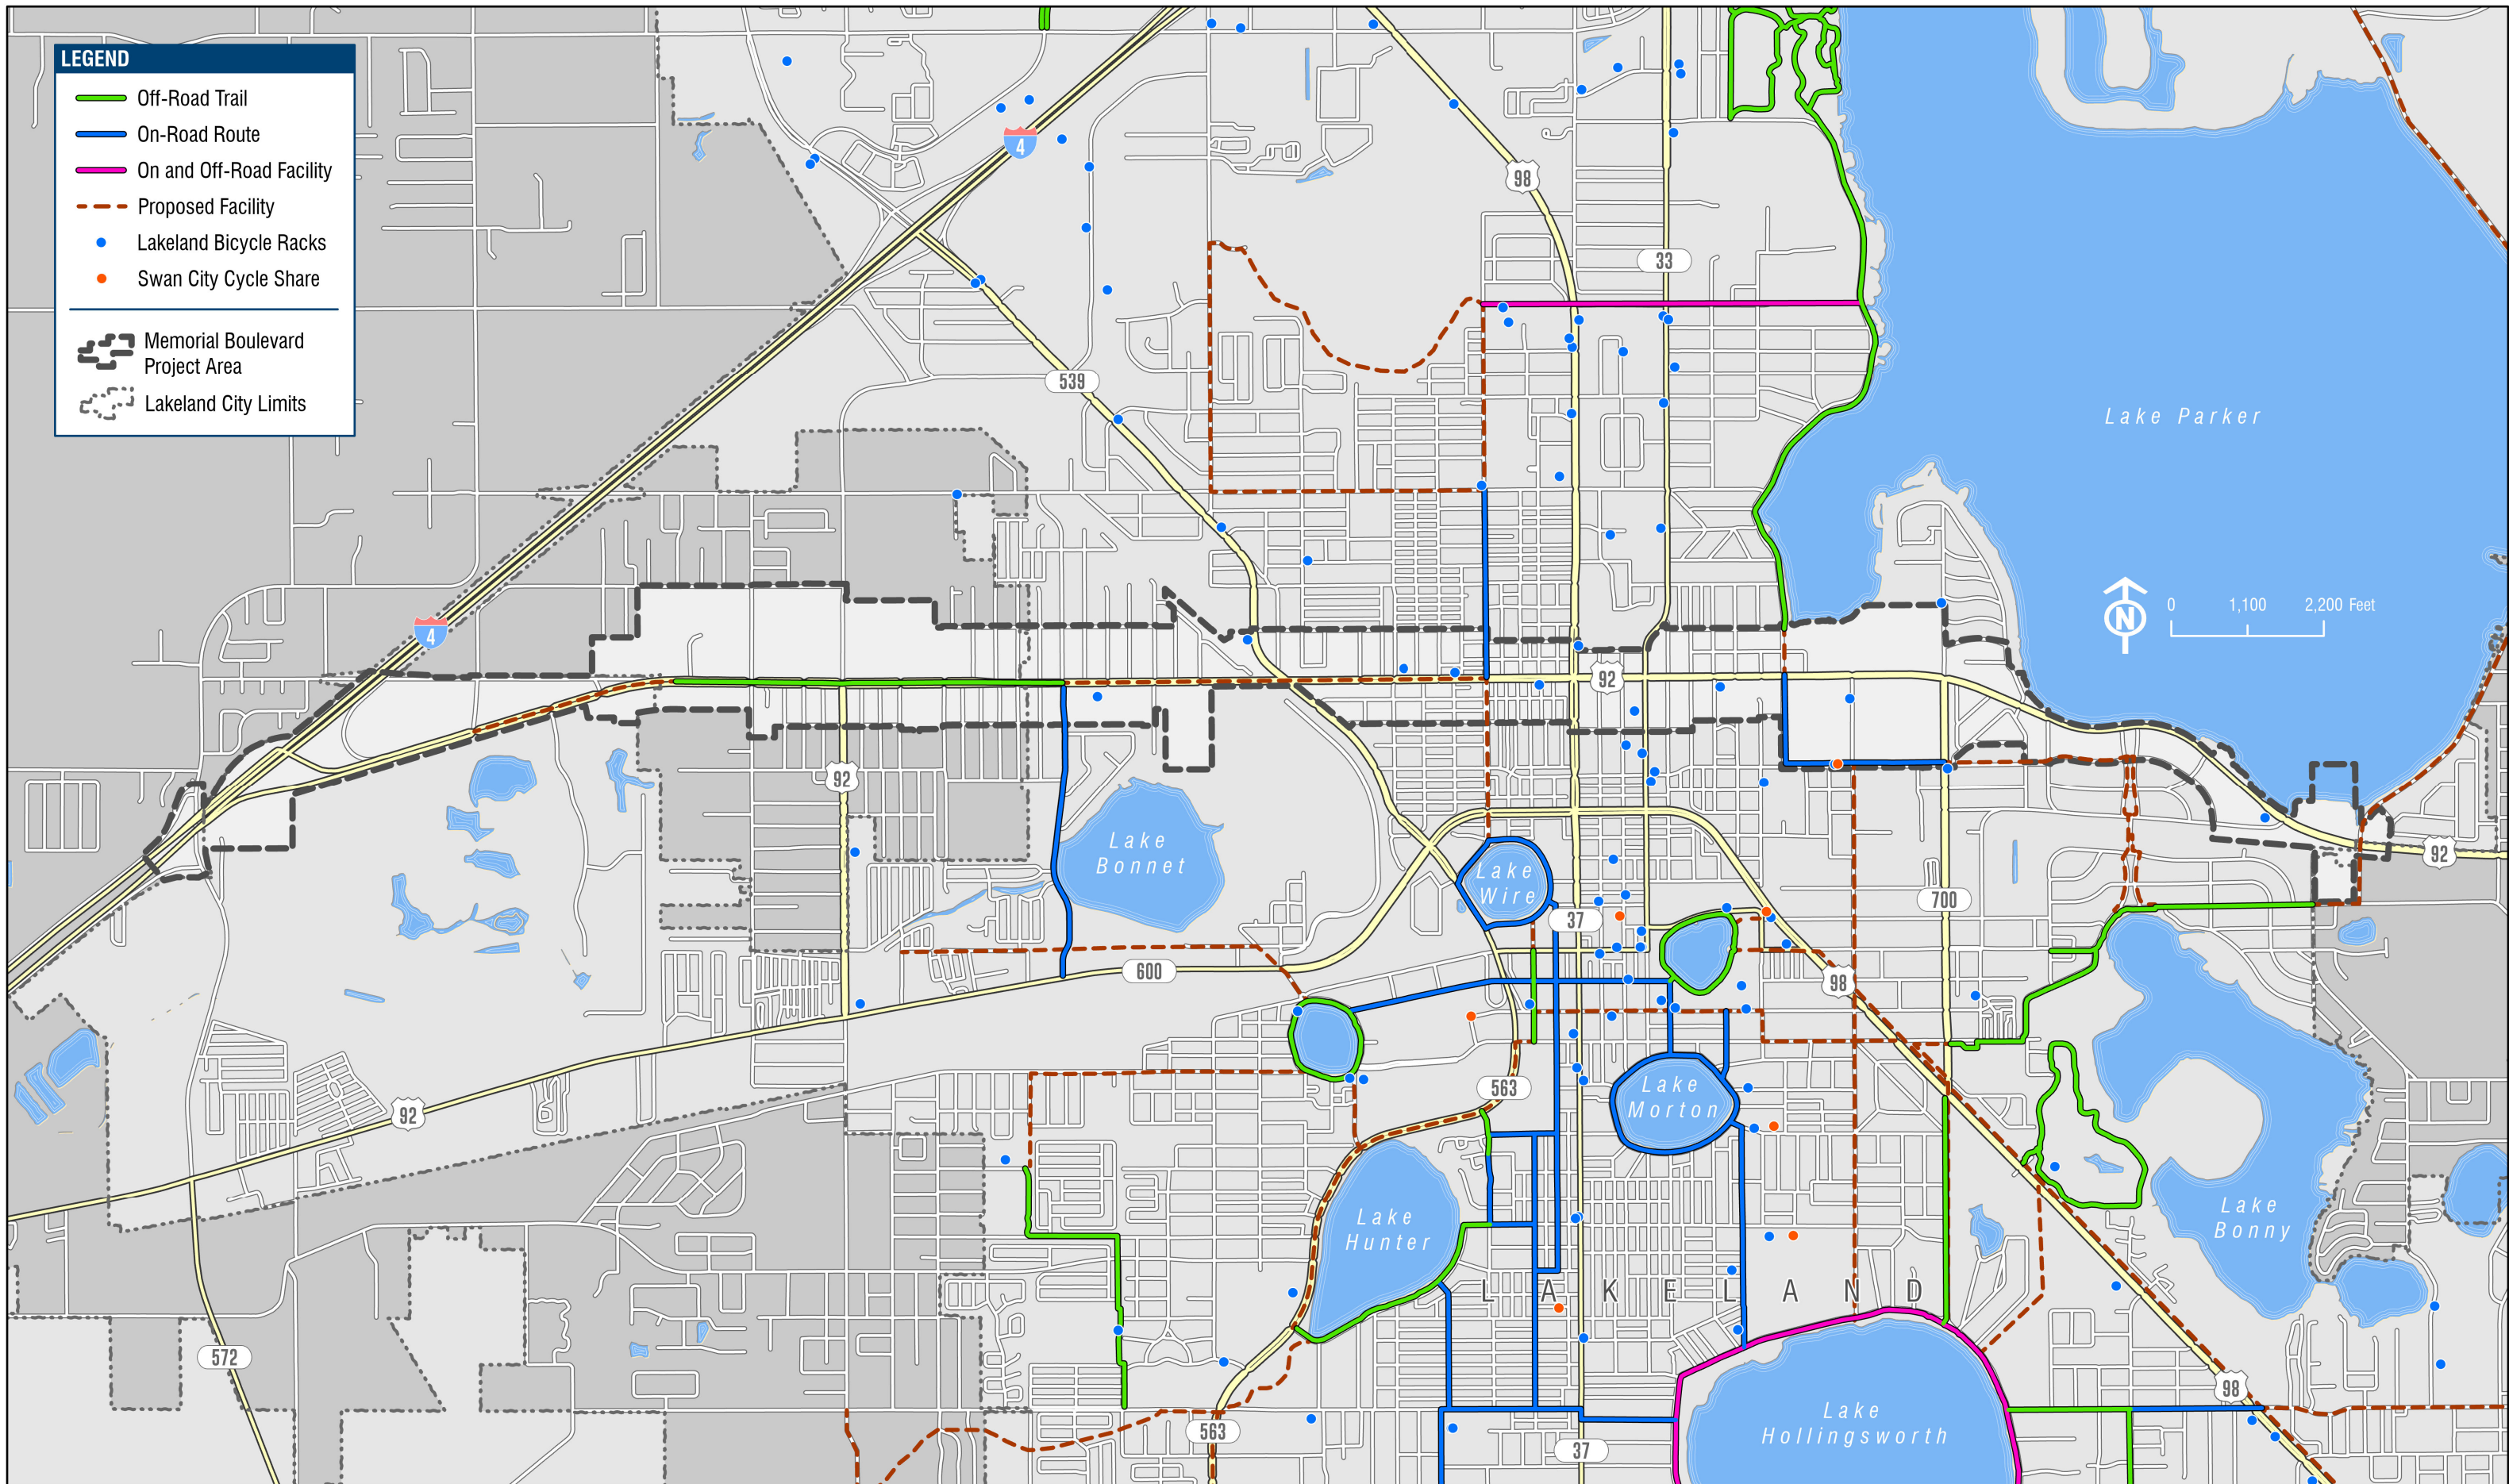 LEGEND
Off-Road Trail
On-Road Route
On and Off-Road Facility
Proposed Facility
Lakeland Bicycle Racks
Swan City Cycle Share
Memorial Boulevard
Project Area
Lakeland City Limits
4
98
33
539
Lake Parker
N
0 1,100 2,200 Feet
4
92
92
Lake
Bonnet
Lake
Wire
92
37
700
600
98
563
92
Lake
Morton
Lake
Hunter
Lake
Bonny
LAKELAND
572
98
563
Lake
Hollingsworth
37